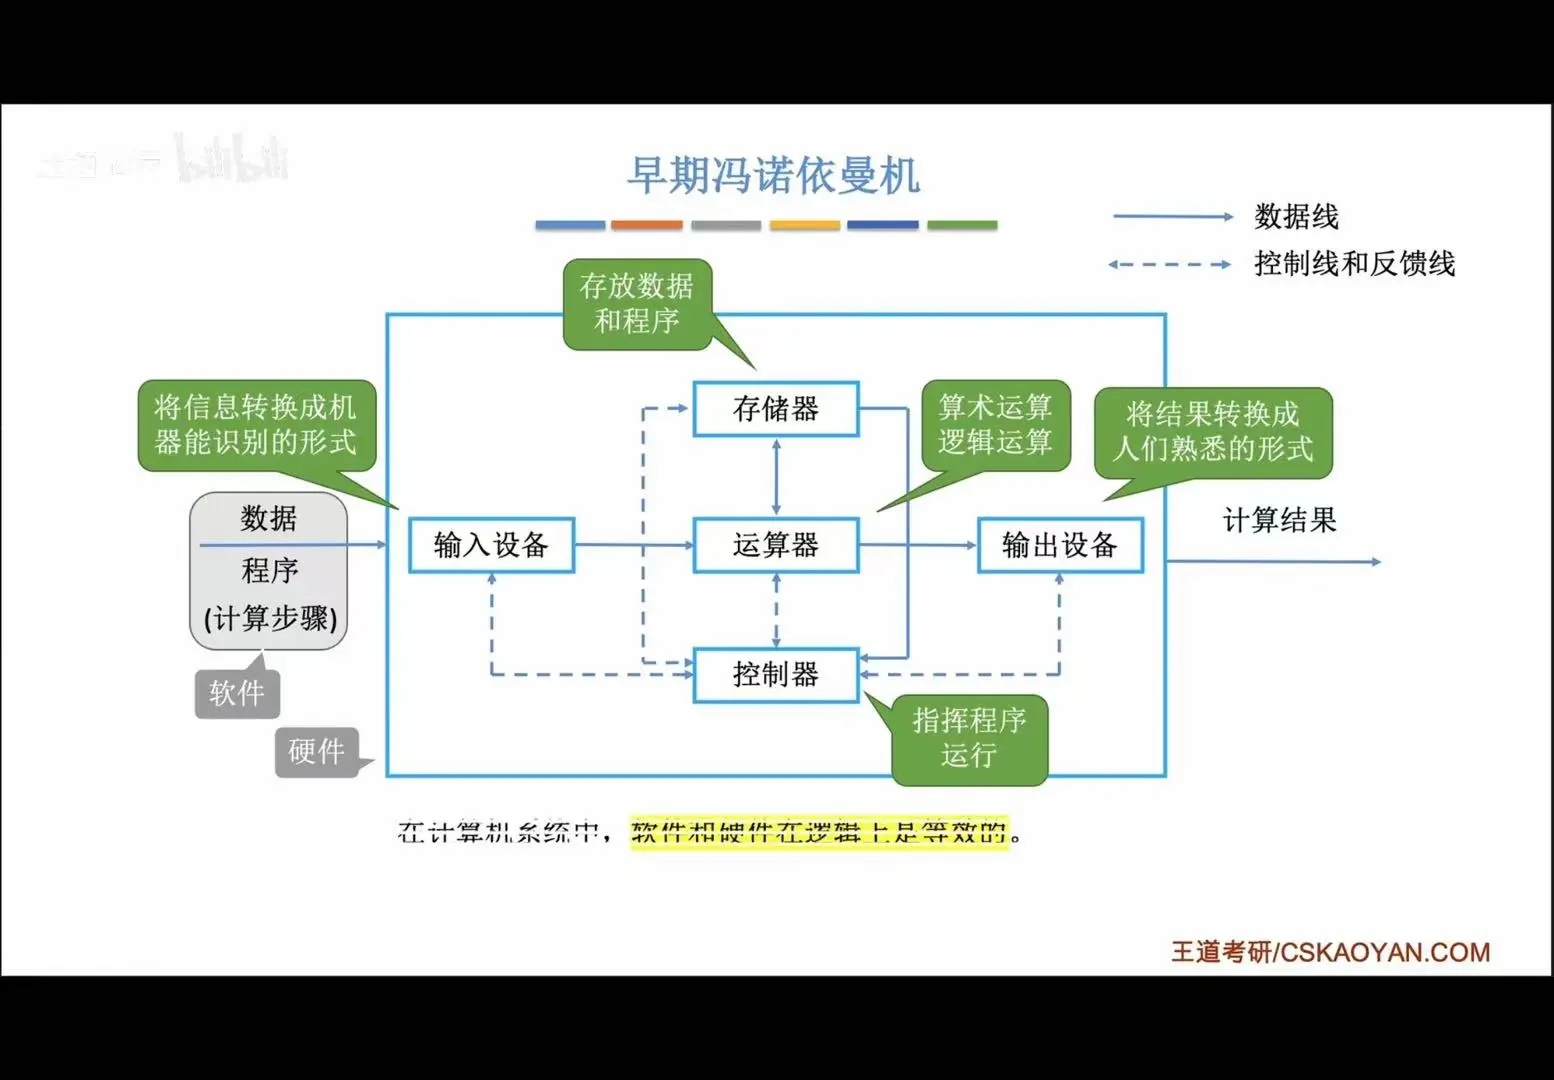 早期冯诺依曼机
数据线
控制线和反馈线
存放数据
和程序
将信息转换成机
器能识别的形式
存储器
算术运算
逻辑运算
将结果转换成
人们熟悉的形式
数据
程序
(计算步骤)
输入设备
运算器
输出设备
计算结果
软件
控制器
硬件
指挥程序
运行
在计算机系统中，软件和硬件在逻辑上是等效的。
王道考研/CSKAOYAN.COM
bilibili